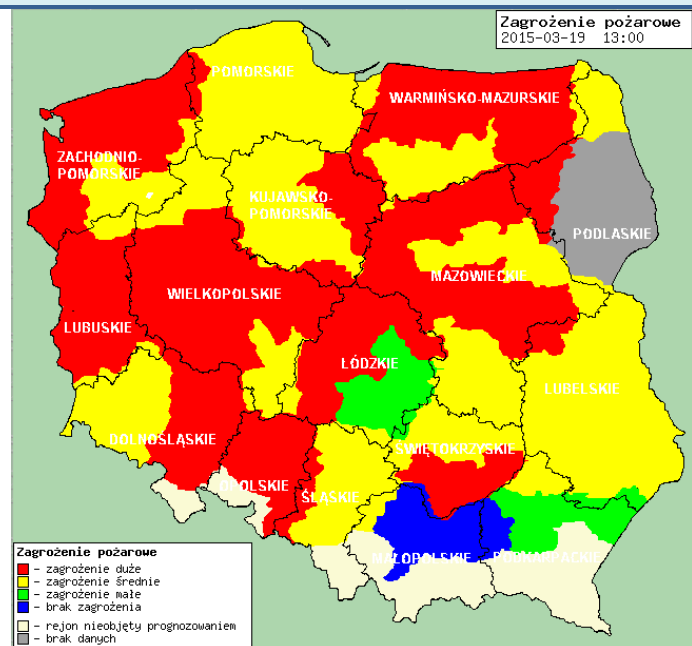 Zagrożenie pożarowe
2015-03-19 13:00
POMORSKIE
WARMIŃSKO-MAZURSKIE
ZACHODNIO-
POMORSKIE
KUJAWSKO-
POMORSKIE
PODLASKIE
MAZOWIECKIE
WIELKOPOLSKIE
LUBUSKIE
ŁÓDZKIE
LUBELSKIE
DOLNOŚLĄSKIE
ŚWIĘTOKRZYSKIE
OPOLSKIE
ŚLĄSKIE
MAŁOPOLSKIE
PODKARPACKIE
Zagrożenie pożarowe
- zagrożenie duże
- zagrożenie średnie
- zagrożenie małe
- brak zagrożenia
- rejon nieobjęty prognozowaniem
- brak danych